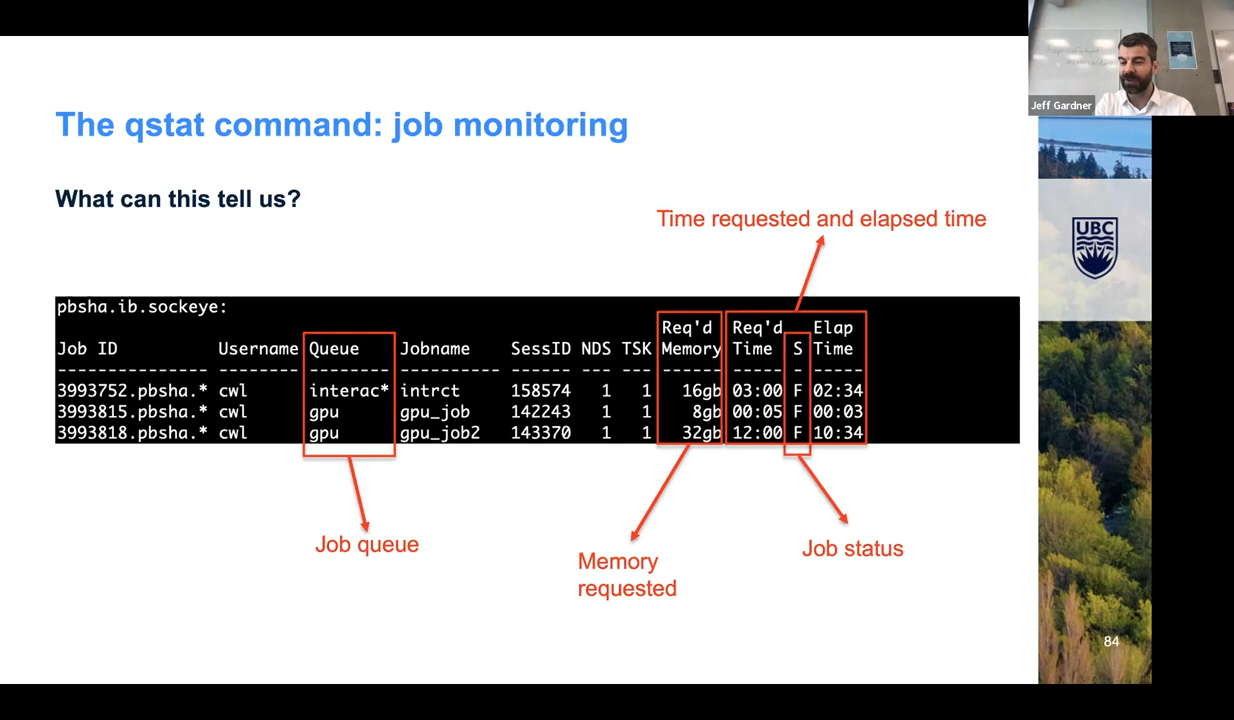 Jeff Gardner
The qstat command: job monitoring
What can this tell us?
UBC
Time requested and elapsed time
pbsha.ib.sockeye:
Req'd Req'd Elap
Job ID Username Queue Jobname SessID NDS TSK Memory Time S Time
--------------- -------- -------- ---------- ------ --- --- ------ ----- - -----
3993752.pbsha.* cwl interac* intrct 158574 1 1 16gb 03:00 F 02:34
3993815.pbsha.* cwl gpu gpu_job 142243 1 1 8gb 00:05 F 00:03
3993818.pbsha.* cwl gpu gpu_job2 143370 1 1 32gb 12:00 F 10:34
Job queue
Memory
requested
Job status
84